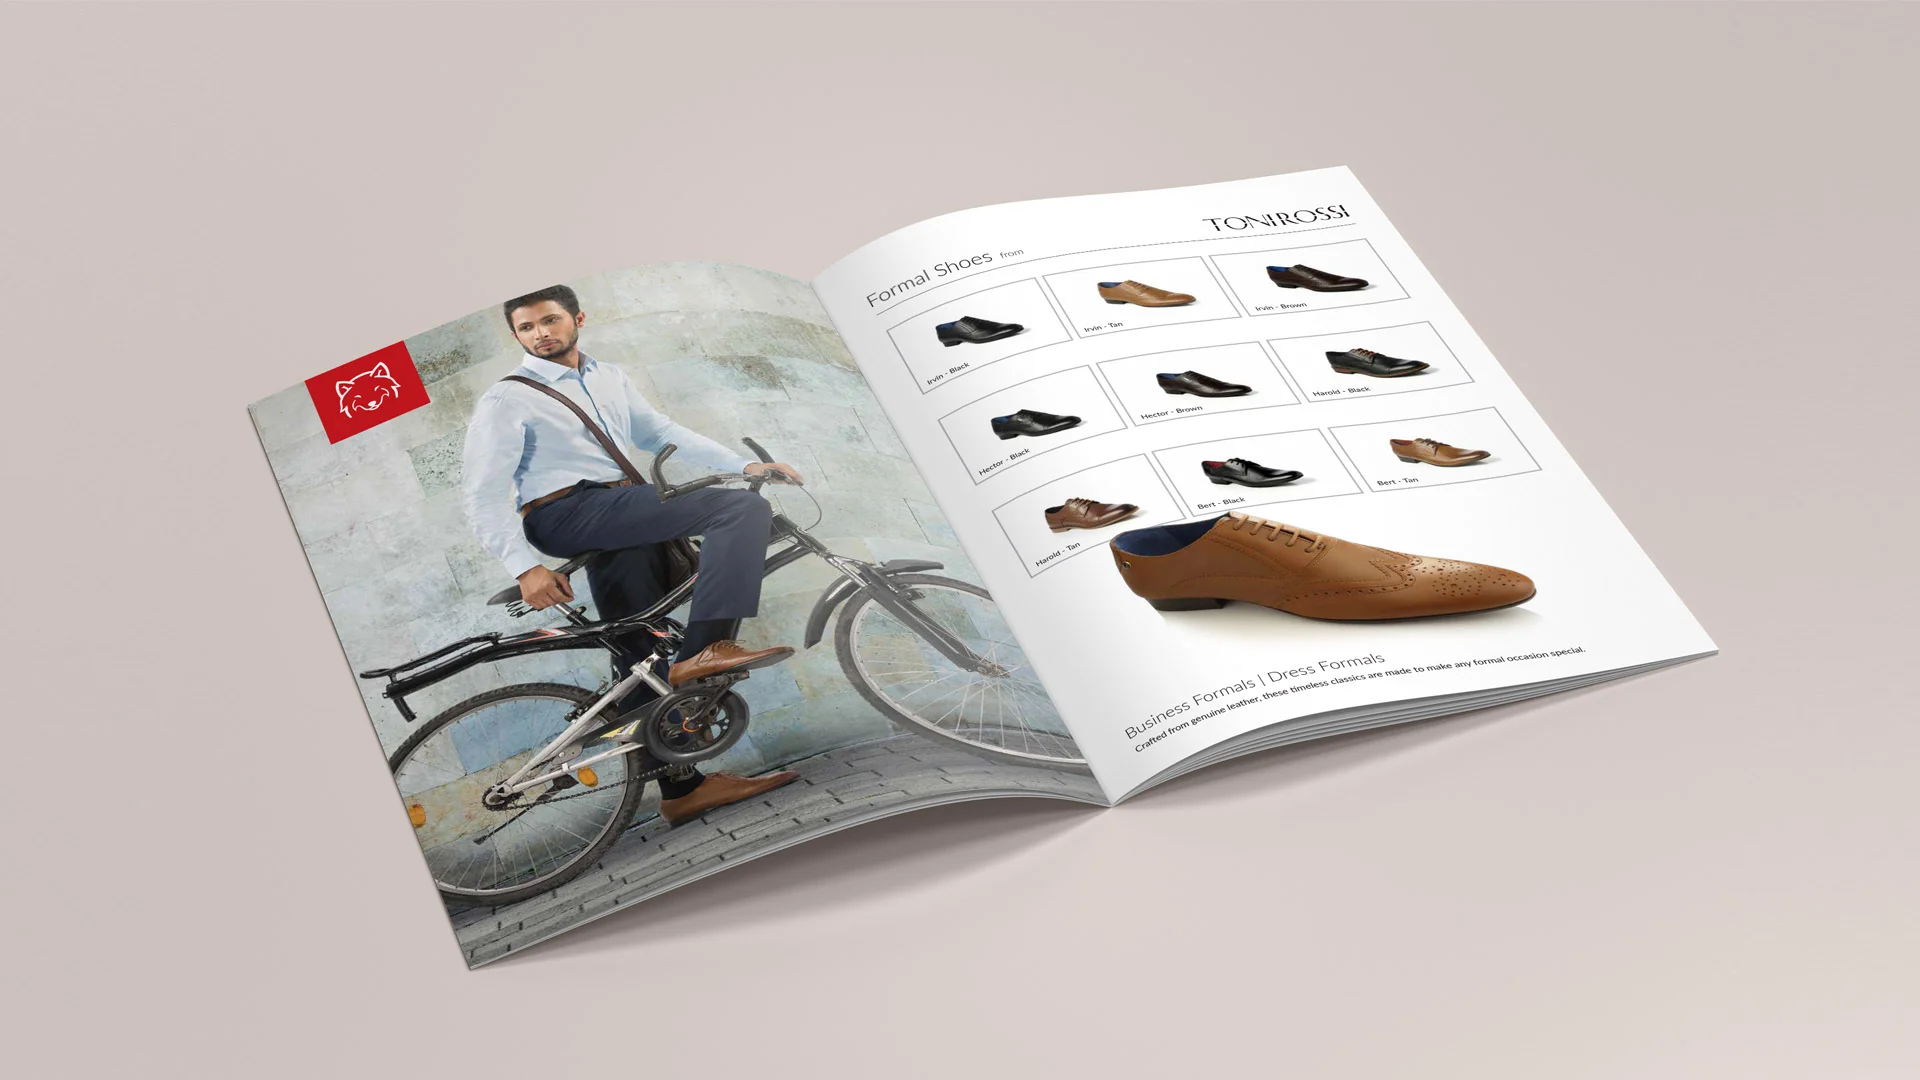 TONI ROSSI
Formal Shoes from
Irvin - Black
Irvin - Tan
Irvin - Brown
Hector - Black
Hector - Brown
Harold - Black
Harold - Tan
Bert - Black
Bert - Tan
Business Formals | Dress Formals
Crafted from genuine leather, these timeless classics are made to make any formal occasion special.